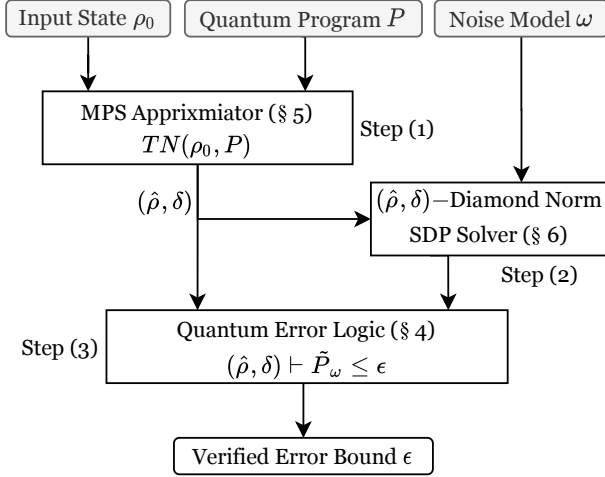 Input State ρ₀
Quantum Program P
Noise Model ω
MPS Apprixmiator (§ 5)
TN(ρ₀, P)
Step (1)
(ρ̂, δ)
(ρ̂, δ)−Diamond Norm
SDP Solver (§ 6)
Step (2)
Quantum Error Logic (§ 4)
(ρ̂, δ) ⊢ P̃_ω ≤ ϵ
Step (3)
Verified Error Bound ϵ